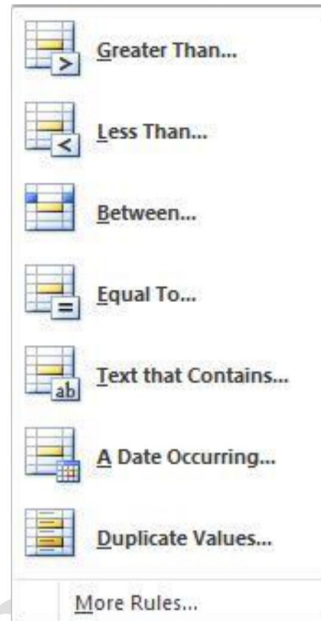 Greater Than...
Less Than...
Between...
Equal To...
Text that Contains...
A Date Occurring...
Duplicate Values...
More Rules...